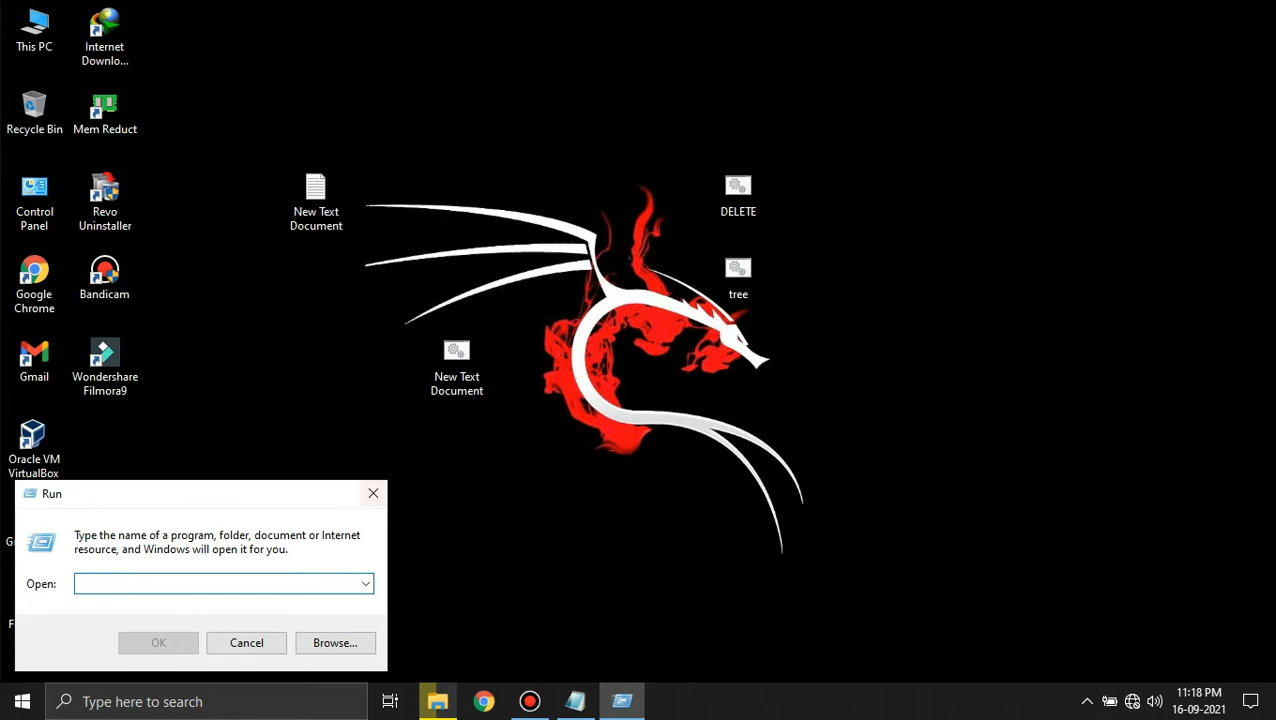 This PC
Internet
Downlo...
Recycle Bin
Mem Reduct
Control
Panel
Revo
Uninstaller
New Text
Document
DELETE
Google
Chrome
Bandicam
tree
Gmail
Wondershare
Filmora9
New Text
Document
Oracle VM
VirtualBox
G
F
Run
Type the name of a program, folder, document or Internet
resource, and Windows will open it for you.
Open:
OK
Cancel
Browse...
Type here to search
11:18 PM
16-09-2021